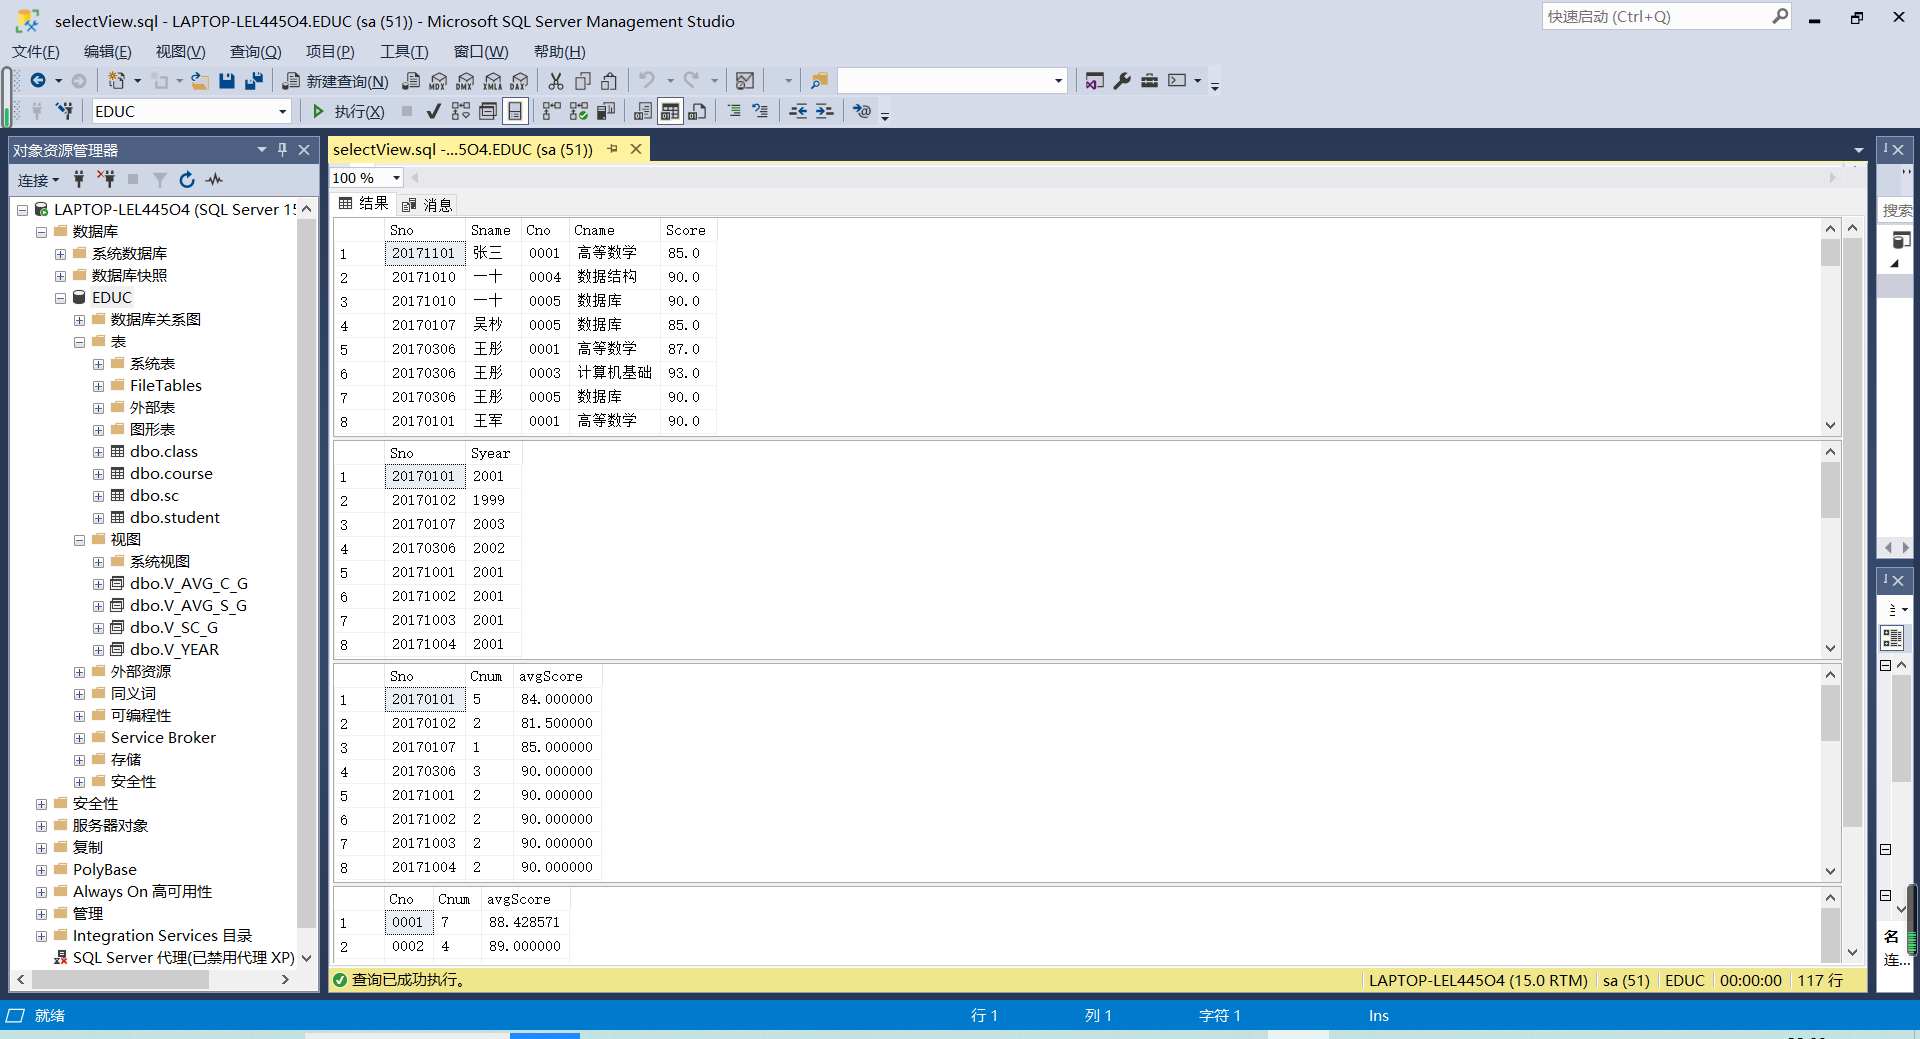 selectView.sql - LAPTOP-LEL445O4.EDUC (sa (51)) - Microsoft SQL Server Management Studio
快速启动 (Ctrl+Q)
文件(F) 编辑(E) 视图(V) 查询(Q) 项目(P) 工具(T) 窗口(W) 帮助(H)
新建查询(N) MDX DMX XMLA DAX
EDUC 执行(X)
对象资源管理器
连接
LAPTOP-LEL445O4 (SQL Server 15
数据库
系统数据库
数据库快照
EDUC
数据库关系图
表
系统表
FileTables
外部表
图形表
dbo.class
dbo.course
dbo.sc
dbo.student
视图
系统视图
dbo.V_AVG_C_G
dbo.V_AVG_S_G
dbo.V_SC_G
dbo.V_YEAR
外部资源
同义词
可编程性
Service Broker
存储
安全性
安全性
服务器对象
复制
PolyBase
Always On 高可用性
管理
Integration Services 目录
SQL Server 代理(已禁用代理 XP)
selectView.sql -...5O4.EDUC (sa (51))
100 %
结果 消息
Sno Sname Cno Cname Score
1 20171101 张三 0001 高等数学 85.0
2 20171010 一十 0004 数据结构 90.0
3 20171010 一十 0005 数据库 90.0
4 20170107 吴杪 0005 数据库 85.0
5 20170306 王彤 0001 高等数学 87.0
6 20170306 王彤 0003 计算机基础 93.0
7 20170306 王彤 0005 数据库 90.0
8 20170101 王军 0001 高等数学 90.0
Sno Syear
1 20170101 2001
2 20170102 1999
3 20170107 2003
4 20170306 2002
5 20171001 2001
6 20171002 2001
7 20171003 2001
8 20171004 2001
Sno Cnum avgScore
1 20170101 5 84.000000
2 20170102 2 81.500000
3 20170107 1 85.000000
4 20170306 3 90.000000
5 20171001 2 90.000000
6 20171002 2 90.000000
7 20171003 2 90.000000
8 20171004 2 90.000000
Cno Cnum avgScore
1 0001 7 88.428571
2 0002 4 89.000000
查询已成功执行。 LAPTOP-LEL445O4 (15.0 RTM) sa (51) EDUC 00:00:00 117 行
搜索
名
连...
就绪 行 1 列 1 字符 1 Ins